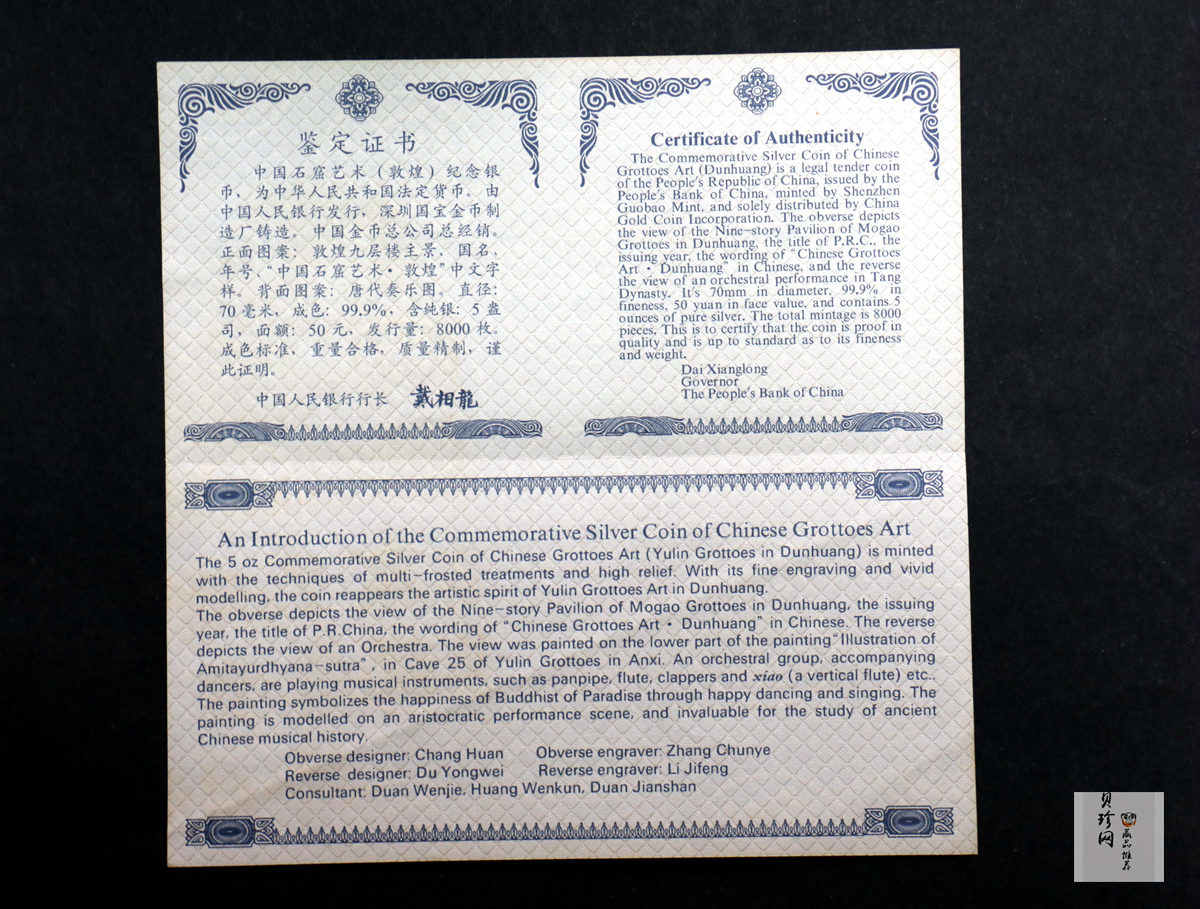 鉴定证书
中国石窟艺术（敦煌）纪念银
币，为中华人民共和国法定货币。由
中国人民银行发行，深圳国宝金币制
造厂铸造。中国金币总公司总经销。
正面图案：敦煌九层楼主景，国名、
年号、“中国石窟艺术·敦煌”中文字
样。背面图案：唐代奏乐图。直径：
70毫米，成色：99.9%，含纯银：5盎
司，面额：50元，发行量：8000枚。
成色标准，重量合格，质量精制，谨
此证明。
中国人民银行行长 戴相龍
Certificate of Authenticity
The Commemorative Silver Coin of Chinese
Grottoes Art (Dunhuang) is a legal tender coin
of the People's Republic of China, issued by the
People's Bank of China, minted by Shenzhen
Guobao Mint, and solely distributed by China
Gold Coin Incorporation. The obverse depicts
the view of the Nine-story Pavilion of Mogao
Grottoes in Dunhuang, the title of P.R.C., the
issuing year, the wording of "Chinese Grottoes
Art · Dunhuang" in Chinese, and the reverse
the view of an orchestral performance in Tang
Dynasty. It's 70mm in diameter, 99.9% in
fineness, 50 yuan in face value, and contains 5
ounces of pure silver. The total mintage is 8000
pieces. This is to certify that the coin is proof in
quality and is up to standard as to its fineness
and weight.
Dai Xianglong
Governor
The People's Bank of China
An Introduction of the Commemorative Silver Coin of Chinese Grottoes Art
The 5 oz Commemorative Silver Coin of Chinese Grottoes Art (Yulin Grottoes in Dunhuang) is minted
with the techniques of multi-frosted treatments and high relief. With its fine engraving and vivid
modelling, the coin reappears the artistic spirit of Yulin Grottoes Art in Dunhuang.
The obverse depicts the view of the Nine-story Pavilion of Mogao Grottoes in Dunhuang, the issuing
year, the title of P.R.China, the wording of "Chinese Grottoes Art · Dunhuang" in Chinese. The reverse
depicts the view of an Orchestra. The view was painted on the lower part of the painting "Illustration of
Amitayurdhyana-sutra", in Cave 25 of Yulin Grottoes in Anxi. An orchestral group, accompanying
dancers, are playing musical instruments, such as panpipe, flute, clappers and xiao (a vertical flute) etc..
The painting symbolizes the happiness of Buddhist of Paradise through happy dancing and singing. The
painting is modelled on an aristocratic performance scene, and invaluable for the study of ancient
Chinese musical history.
Obverse designer: Chang Huan Obverse engraver: Zhang Chunye
Reverse designer: Du Yongwei Reverse engraver: Li Jifeng
Consultant: Duan Wenjie, Huang Wenkun, Duan Jianshan
贝珍网
藏品推荐